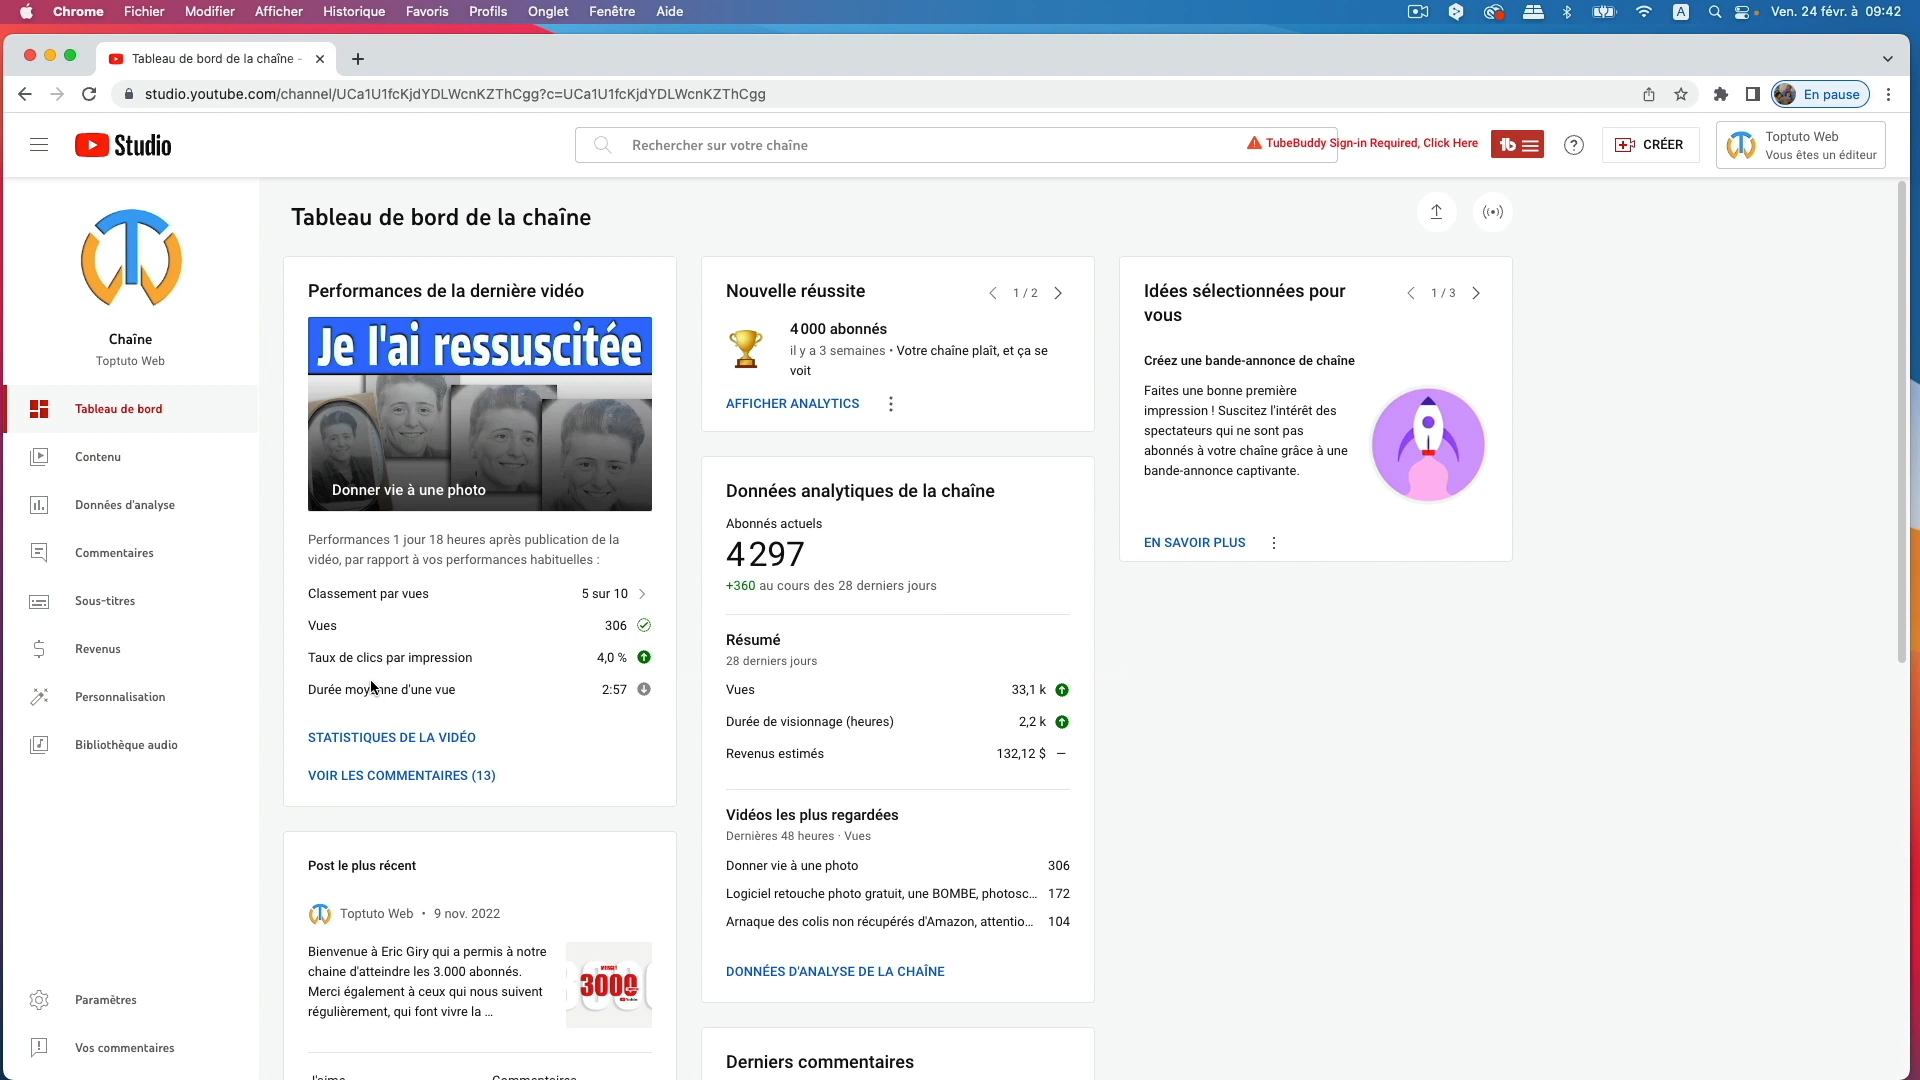 Chrome Fichier Modifier Afficher Historique Favoris Profils Onglet Fenêtre Aide
A Ven. 24 févr. à 09:42
Tableau de bord de la chaîne -
studio.youtube.com/channel/UCa1U1fcKjdYDLWcnKZThCgg?c=UCa1U1fcKjdYDLWcnKZThCgg
En pause
Studio
Rechercher sur votre chaîne
TubeBuddy Sign-in Required, Click Here
tb
CRÉER
Toptuto Web
Vous êtes un éditeur
Chaîne
Toptuto Web
Tableau de bord
Contenu
Données d'analyse
Commentaires
Sous-titres
Revenus
Personnalisation
Bibliothèque audio
Paramètres
Vos commentaires
Tableau de bord de la chaîne
Performances de la dernière vidéo
Je l'ai ressuscitée
Donner vie à une photo
Performances 1 jour 18 heures après publication de la
vidéo, par rapport à vos performances habituelles :
Classement par vues 5 sur 10
Vues 306
Taux de clics par impression 4,0 %
Durée moyenne d'une vue 2:57
STATISTIQUES DE LA VIDÉO
VOIR LES COMMENTAIRES (13)
Post le plus récent
Toptuto Web • 9 nov. 2022
Bienvenue à Eric Giry qui a permis à notre
chaine d'atteindre les 3.000 abonnés.
Merci également à ceux qui nous suivent
régulièrement, qui font vivre la ...
3000
J'aime Commentaires
Nouvelle réussite
1 / 2
4 000 abonnés
il y a 3 semaines • Votre chaîne plaît, et ça se
voit
AFFICHER ANALYTICS
Données analytiques de la chaîne
Abonnés actuels
4 297
+360 au cours des 28 derniers jours
Résumé
28 derniers jours
Vues 33,1 k
Durée de visionnage (heures) 2,2 k
Revenus estimés 132,12 $ —
Vidéos les plus regardées
Dernières 48 heures · Vues
Donner vie à une photo 306
Logiciel retouche photo gratuit, une BOMBE, photosc... 172
Arnaque des colis non récupérés d'Amazon, attentio... 104
DONNÉES D'ANALYSE DE LA CHAÎNE
Derniers commentaires
Idées sélectionnées pour
vous
1 / 3
Créez une bande-annonce de chaîne
Faites une bonne première
impression ! Suscitez l'intérêt des
spectateurs qui ne sont pas
abonnés à votre chaîne grâce à une
bande-annonce captivante.
EN SAVOIR PLUS